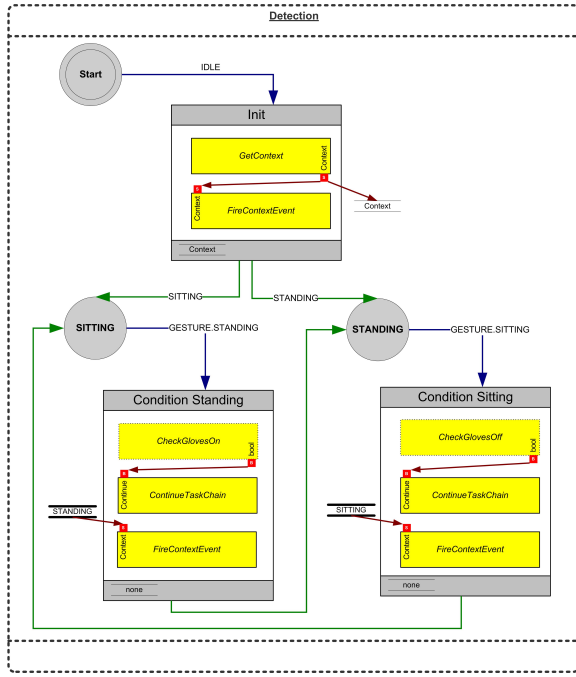 Detection
Start
IDLE
Init
GetContext
Context
s
s
Context
Context
FireContextEvent
Context
SITTING
STANDING
SITTING
GESTURE.STANDING
STANDING
GESTURE.SITTING
Condition Standing
Condition Sitting
CheckGlovesOn
bool
CheckGlovesOff
bool
s
s
s
s
Continue
ContinueTaskChain
Continue
ContinueTaskChain
STANDING
SITTING
s
s
Context
FireContextEvent
Context
FireContextEvent
none
none